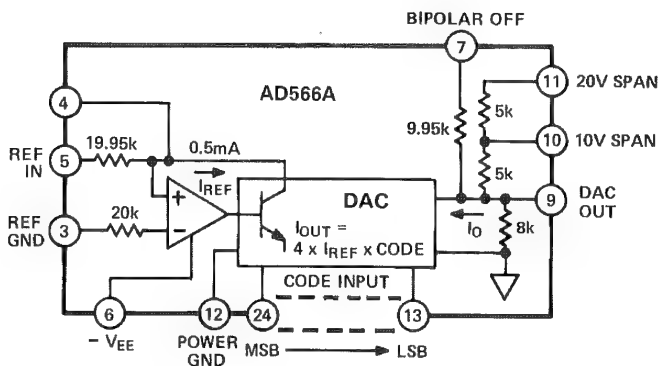 BIPOLAR OFF
7
AD566A
11
20V SPAN
5k
4
9.95k
19.95k
0.5mA
10
10V SPAN
REF
IN
5
IREF
5k
+
DAC
9
DAC
OUT
REF
GND
3
20k
−
IOUT =
4 x IREF x CODE
IO
8k
CODE INPUT
6
12
24
13
− VEE
POWER
GND
MSB
LSB